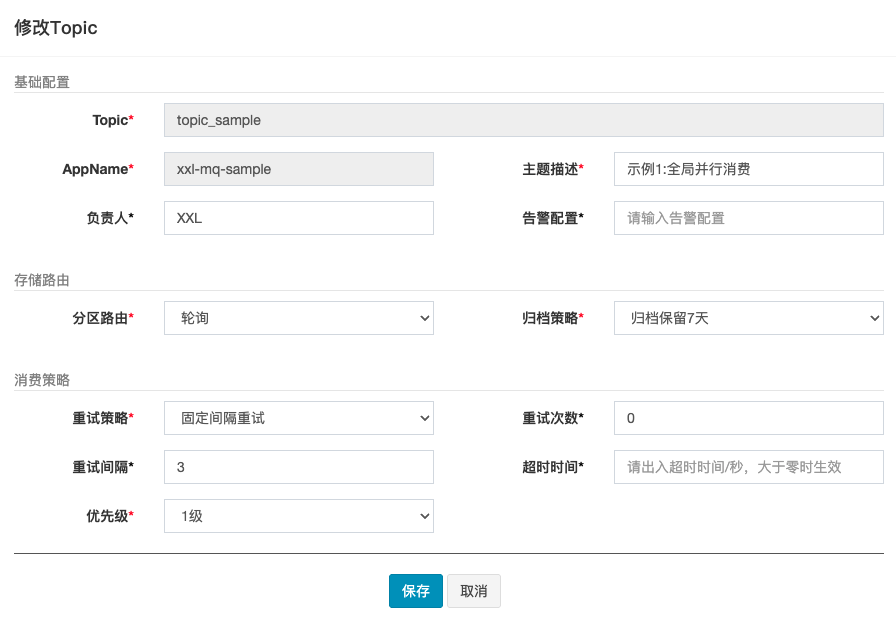 修改Topic
基础配置
Topic* topic_sample
AppName* xxl-mq-sample 主题描述* 示例1:全局并行消费
负责人* XXL 告警配置* 请输入告警配置
存储路由
分区路由* 轮询 归档策略* 归档保留7天
消费策略
重试策略* 固定间隔重试 重试次数* 0
重试间隔* 3 超时时间* 请出入超时时间/秒，大于零时生效
优先级* 1级
保存 取消